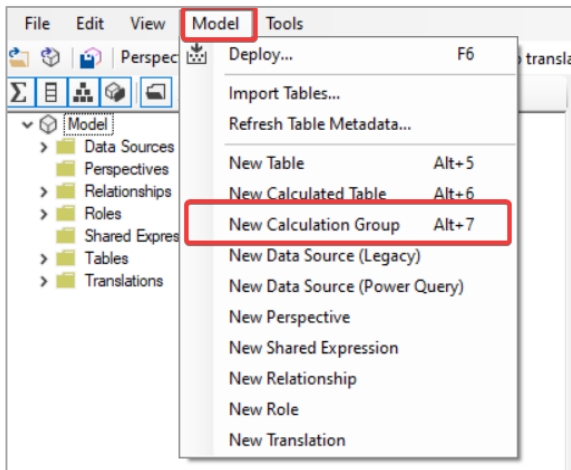 File Edit View Model Tools
Perspec
Deploy... F6
transla
Import Tables...
Refresh Table Metadata...
Model
Data Sources
Perspectives
Relationships
Roles
Shared Expres
Tables
Translations
New Table Alt+5
New Calculated Table Alt+6
New Calculation Group Alt+7
New Data Source (Legacy)
New Data Source (Power Query)
New Perspective
New Shared Expression
New Relationship
New Role
New Translation